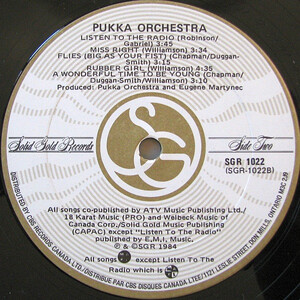 PUKKA ORCHESTRA
LISTEN TO THE RADIO (Robinson/
Gabriel) 3:45
MISS RIGHT (Williamson) 3:34
FLIES (BIG AS YOUR FIST) (Chapman/Duggan-
Smith) 3:15
RUBBER GIRL (Williamson) 4:35
A WONDERFUL TIME TO BE YOUNG (Chapman/
Duggan-Smith/Williamson) 4:10
Produced: Pukka Orchestra and Eugene Martynec
Solid Gold Records
Side Two
SG
SGR 1022
(SGR-1022B)
All songs co-published by ATV Music Publishing Ltd./
18 Karat Music (PRO) and Welbeck Music of
Canada Corp./Solid Gold Music Publishing
(CAPAC) except "Listen To The Radio"
published by E.M.I. Music.
℗ & ©SGR 1984
All songs except Listen To The
Radio which is
DISTRIBUTED BY CBS RECORDS CANADA LTD./DISTRIBUE PAR CBS DISQUES CANADA LTEE/1121 LESLIE STREET, DON MILLS, ONTARIO M3C 2J9